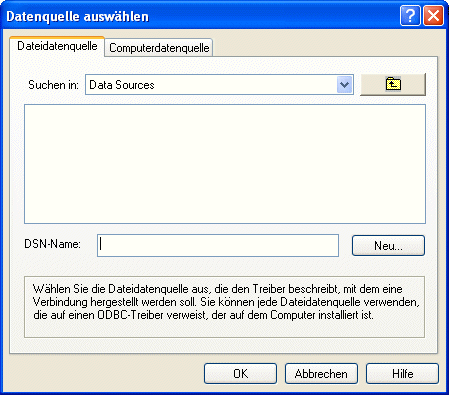 Datenquelle auswählen
Dateidatenquelle
Computerdatenquelle
Suchen in:
Data Sources
DSN-Name:
Neu...
Wählen Sie die Dateidatenquelle aus, die den Treiber beschreibt, mit dem eine
Verbindung hergestellt werden soll. Sie können jede Dateidatenquelle verwenden,
die auf einen ODBC-Treiber verweist, der auf dem Computer installiert ist.
OK
Abbrechen
Hilfe